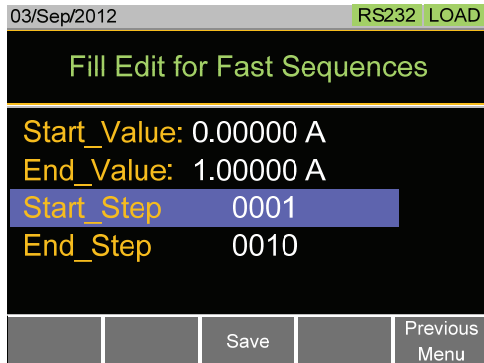 03/Sep/2012 RS232 LOAD
Fill Edit for Fast Sequences
Start_Value: 0.00000 A
End_Value: 1.00000 A
Start_Step 0001
End_Step 0010
Save Previous
Menu